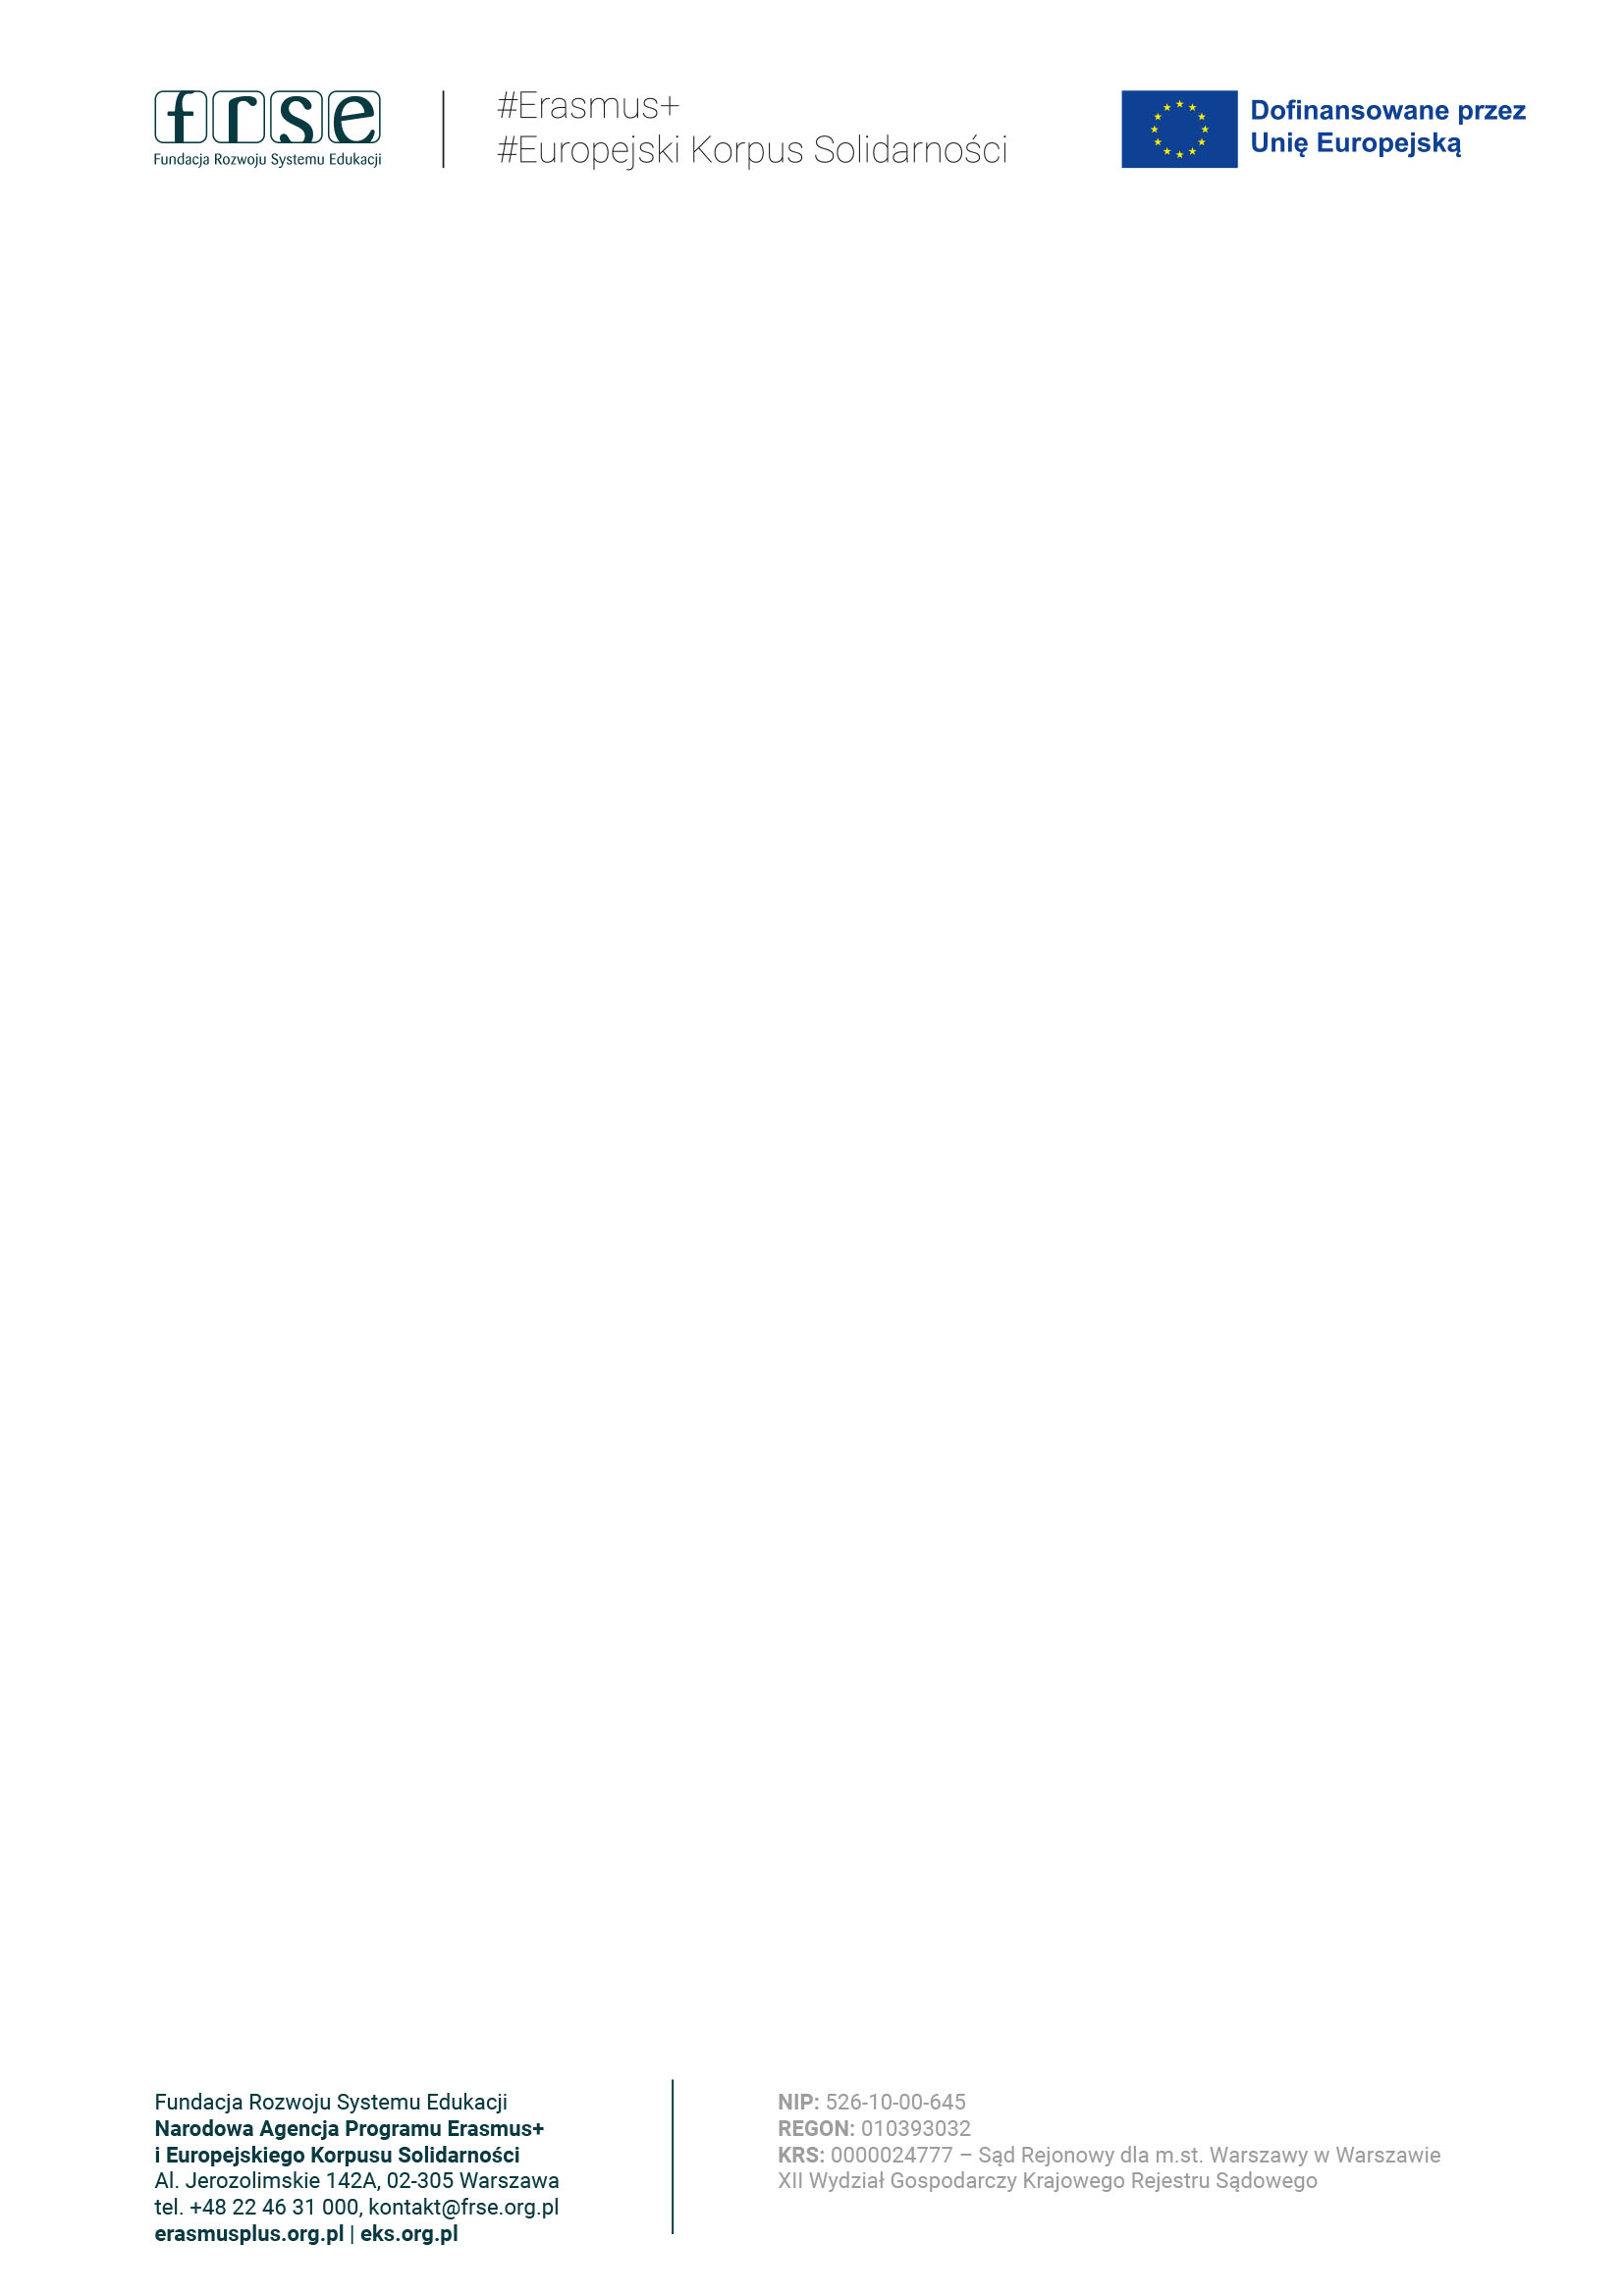 frse
Fundacja Rozwoju Systemu Edukacji
#Erasmus+
#Europejski Korpus Solidarności
Dofinansowane przez
Unię Europejską
Fundacja Rozwoju Systemu Edukacji
Narodowa Agencja Programu Erasmus+
i Europejskiego Korpusu Solidarności
Al. Jerozolimskie 142A, 02-305 Warszawa
tel. +48 22 46 31 000, kontakt@frse.org.pl
erasmusplus.org.pl | eks.org.pl
NIP: 526-10-00-645
REGON: 010393032
KRS: 0000024777 – Sąd Rejonowy dla m.st. Warszawy w Warszawie
XII Wydział Gospodarczy Krajowego Rejestru Sądowego